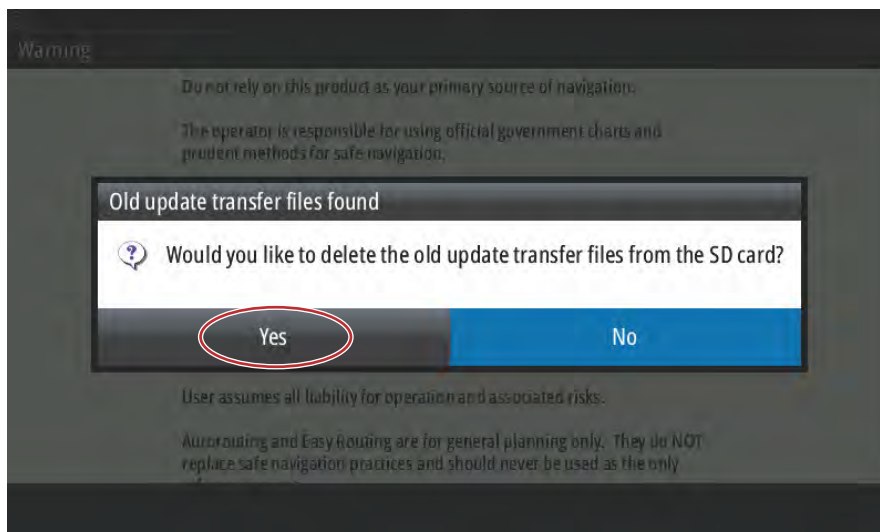 Warning
Do not rely on this product as your primary source of navigation.
The operator is responsible for using official government charts and
prudent methods for safe navigation.
Old update transfer files found
Would you like to delete the old update transfer files from the SD card?
Yes
No
User assumes all liability for operation and associated risks.
Autorouting and Easy Routing are for general planning only. They do NOT
replace safe navigation practices and should never be used as the only